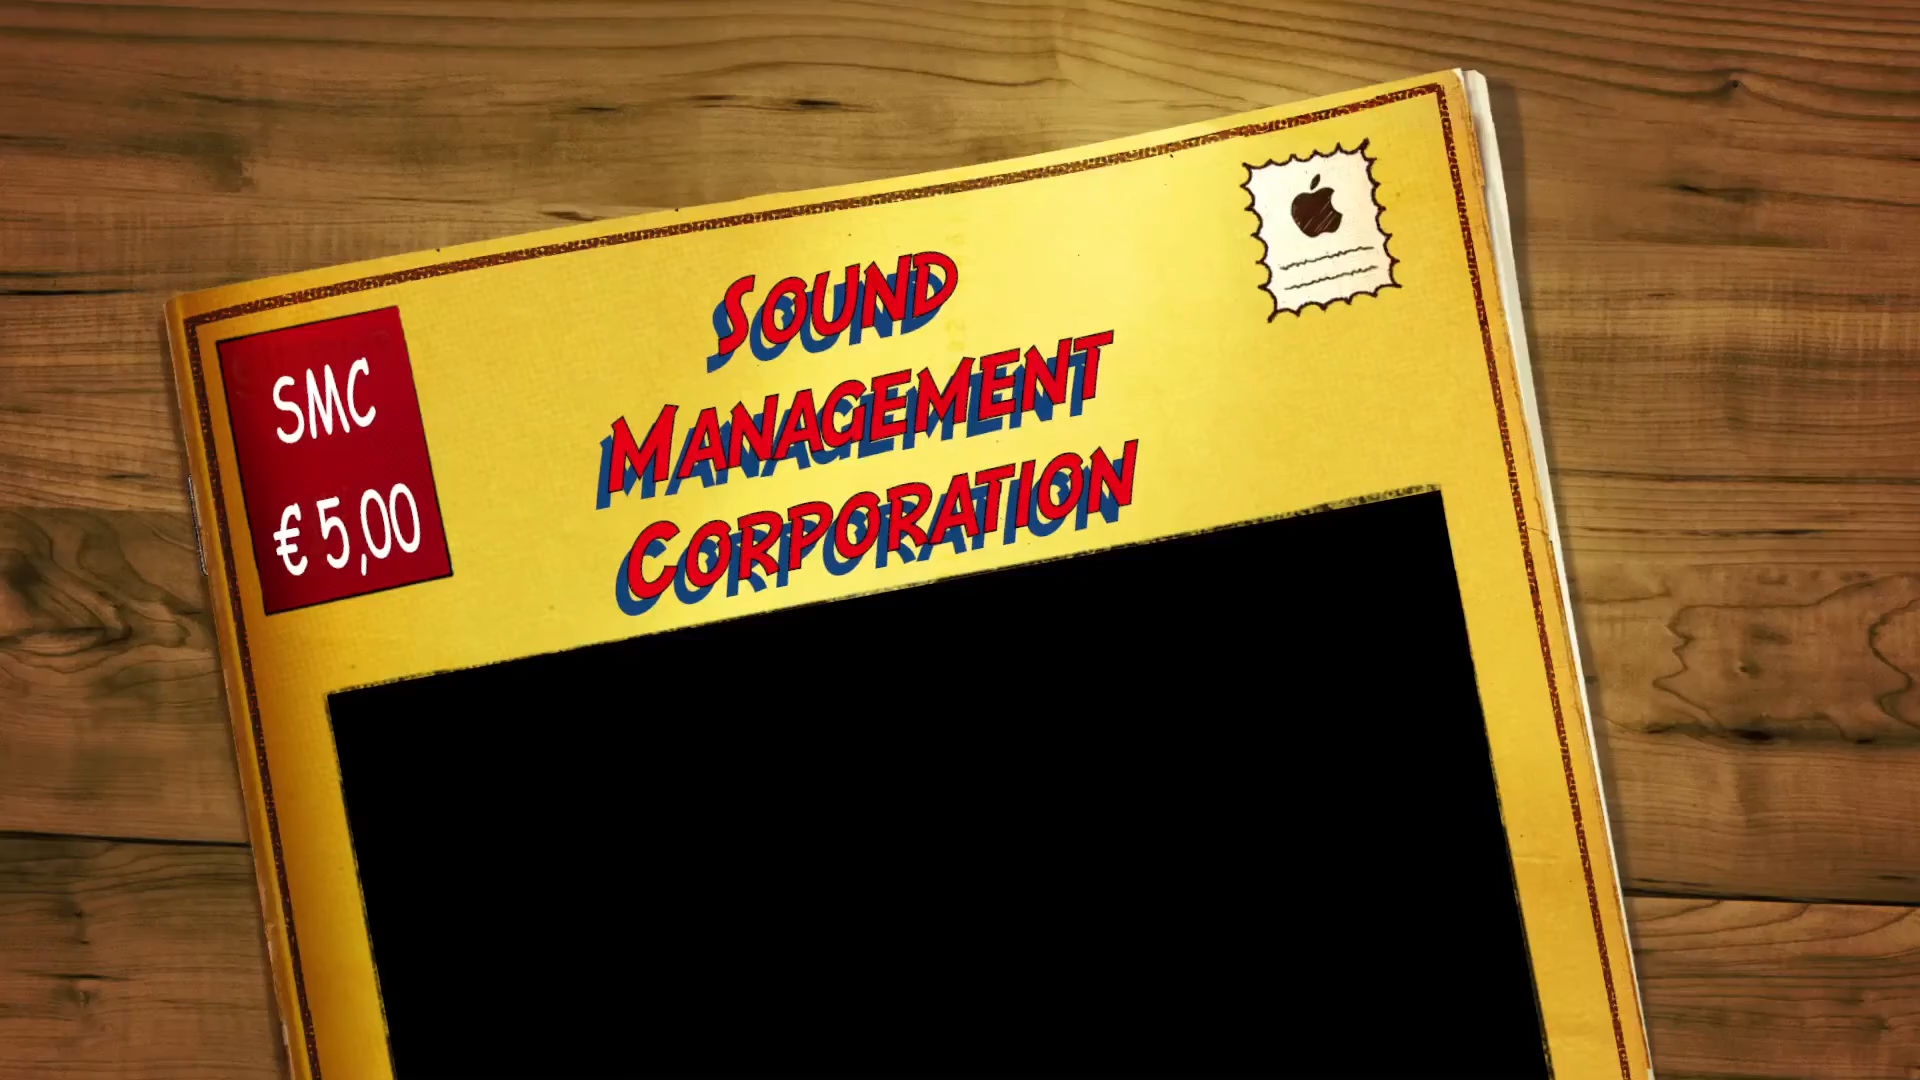 SMC
€ 5,00
SOUND
MANAGEMENT
CORPORATION